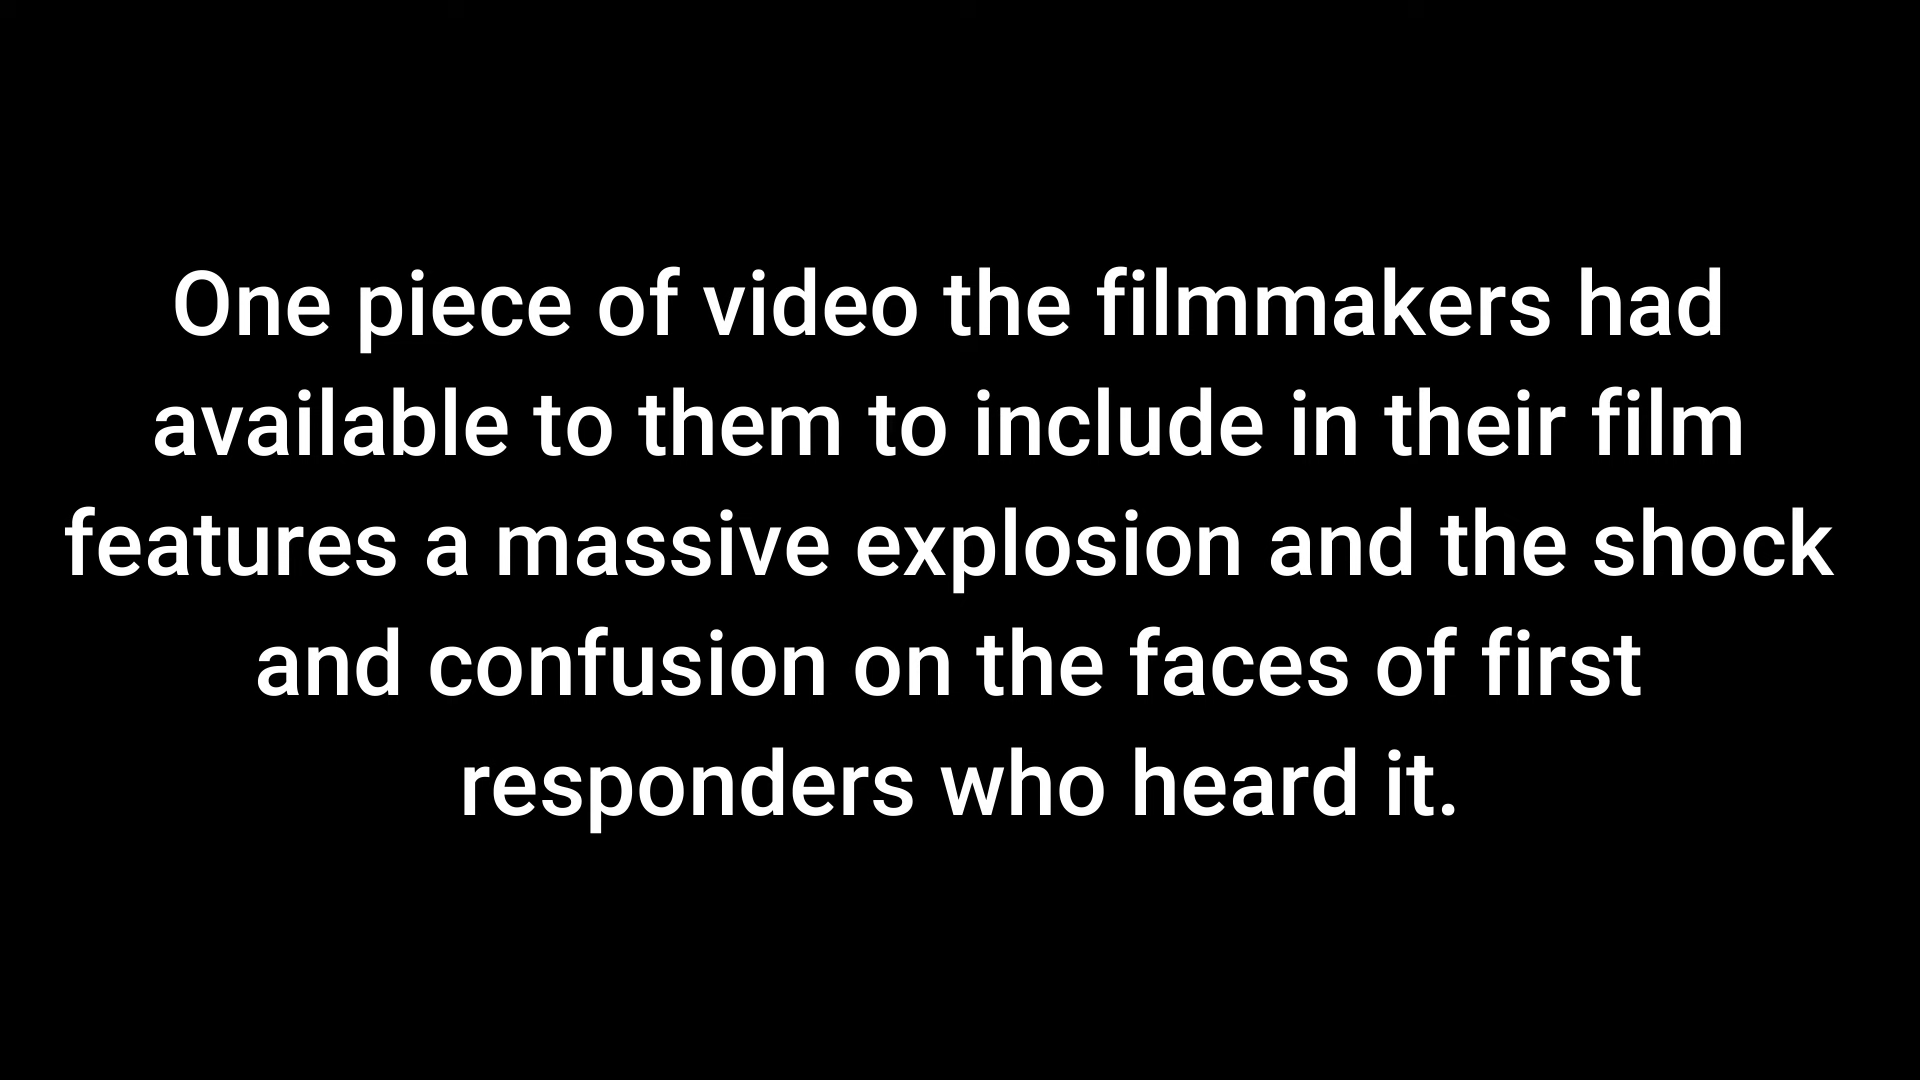 One piece of video the filmmakers had
available to them to include in their film
features a massive explosion and the shock
and confusion on the faces of first
responders who heard it.